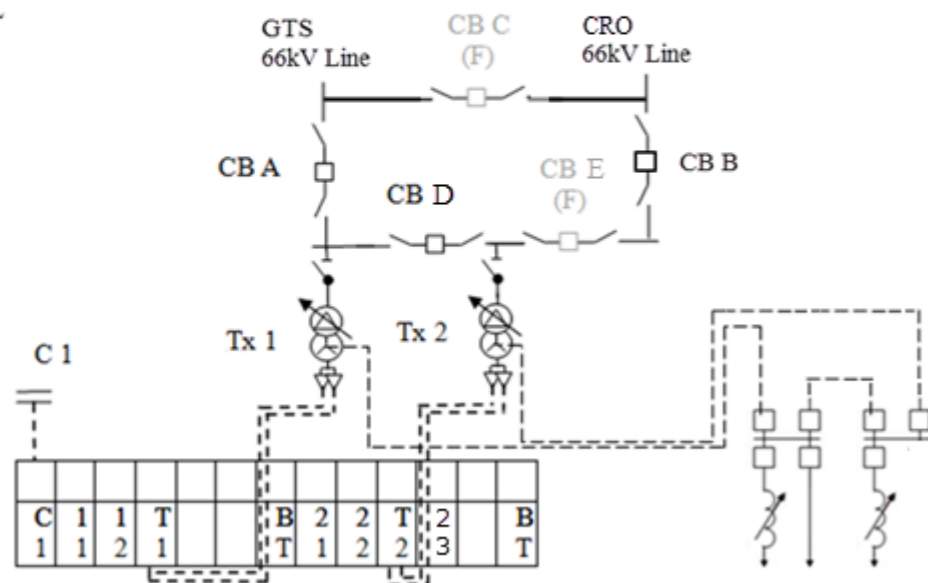 GTS
66kV Line
CB C
(F)
CRO
66kV Line
CB A
CB B
CB E
(F)
CB D
Tx 1
Tx 2
C 1
C 1 1 T B 2 2 T 2 B
1 1 2 1 T 1 2 2 3 T